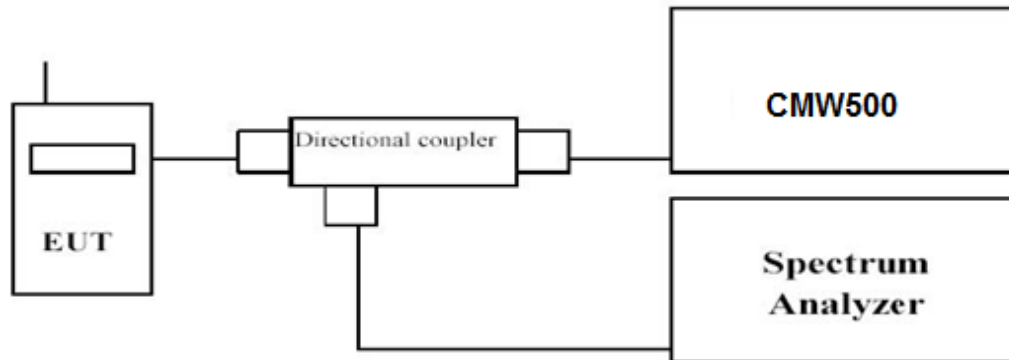 CMW500
Directional coupler
EUT
Spectrum
Analyzer